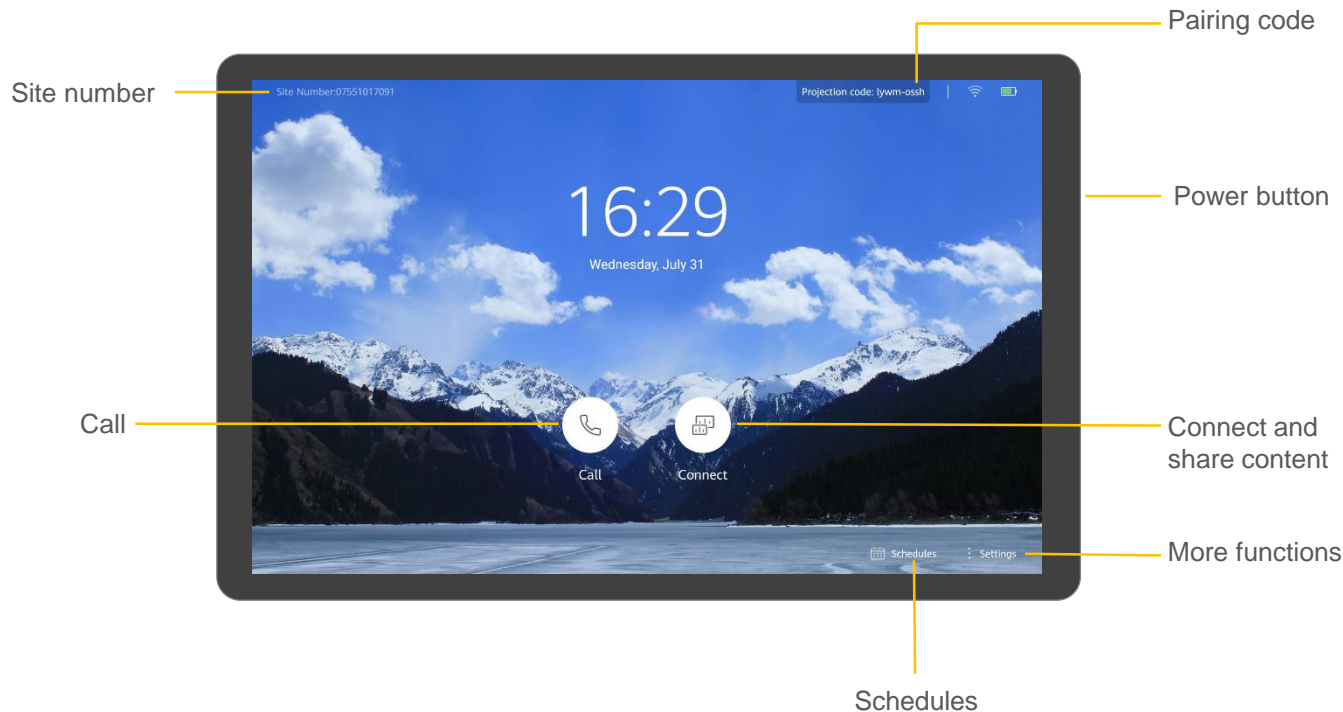 Pairing code
Site number
Site Number:07551017091
Projection code: lywm-ossh
16:29
Power button
Wednesday, July 31
Call
Connect and
share content
Call
Connect
Schedules
Settings
More functions
Schedules